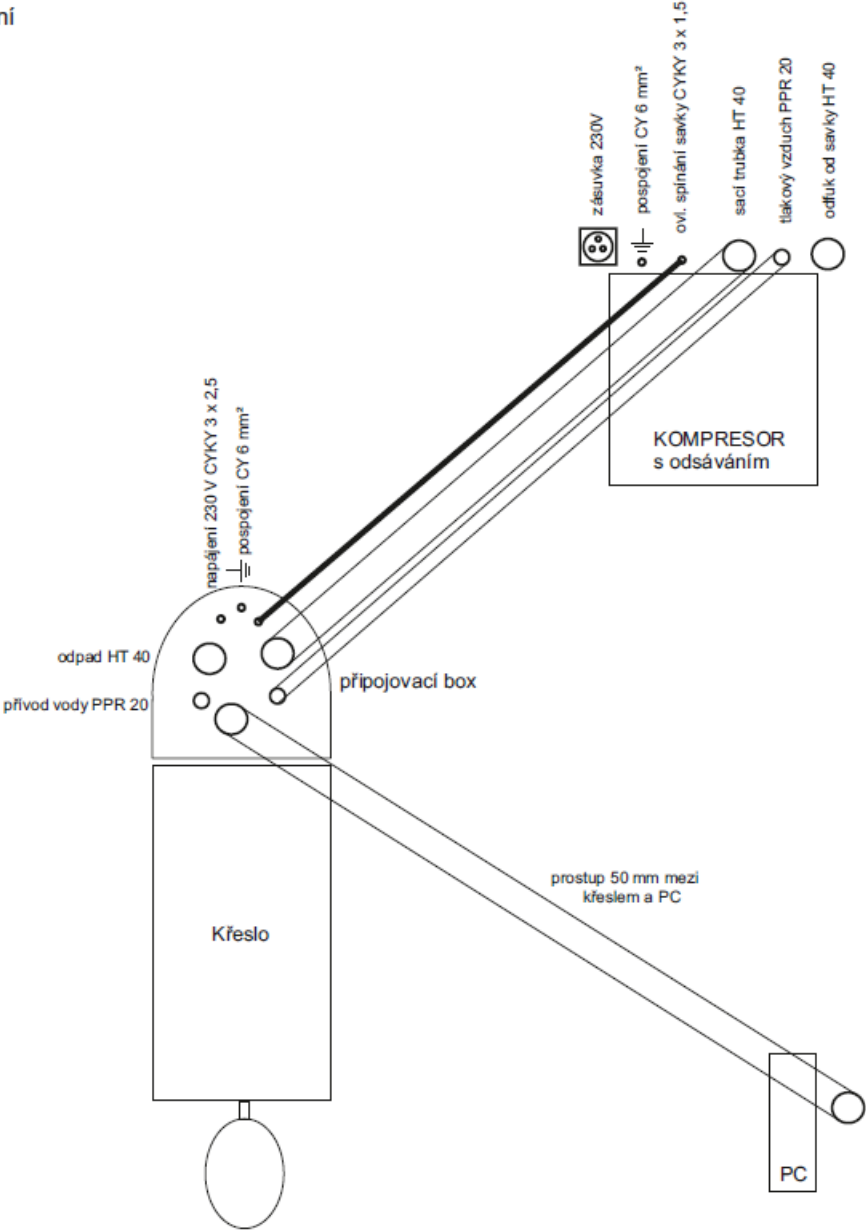 ní
zásuvka 230V
pospojení CY 6 mm²
ovl. spínání savky CYKY 3 x 1,5
sací trubka HT 40
tlakový vzduch PPR 20
odfuk od savky HT 40
KOMPRESOR
s odsáváním
napájení 230 V CYKY 3 x 2,5
pospojení CY 6 mm²
odpad HT 40
přívod vody PPR 20
připojovací box
prostup 50 mm mezi
křeslem a PC
Křeslo
PC